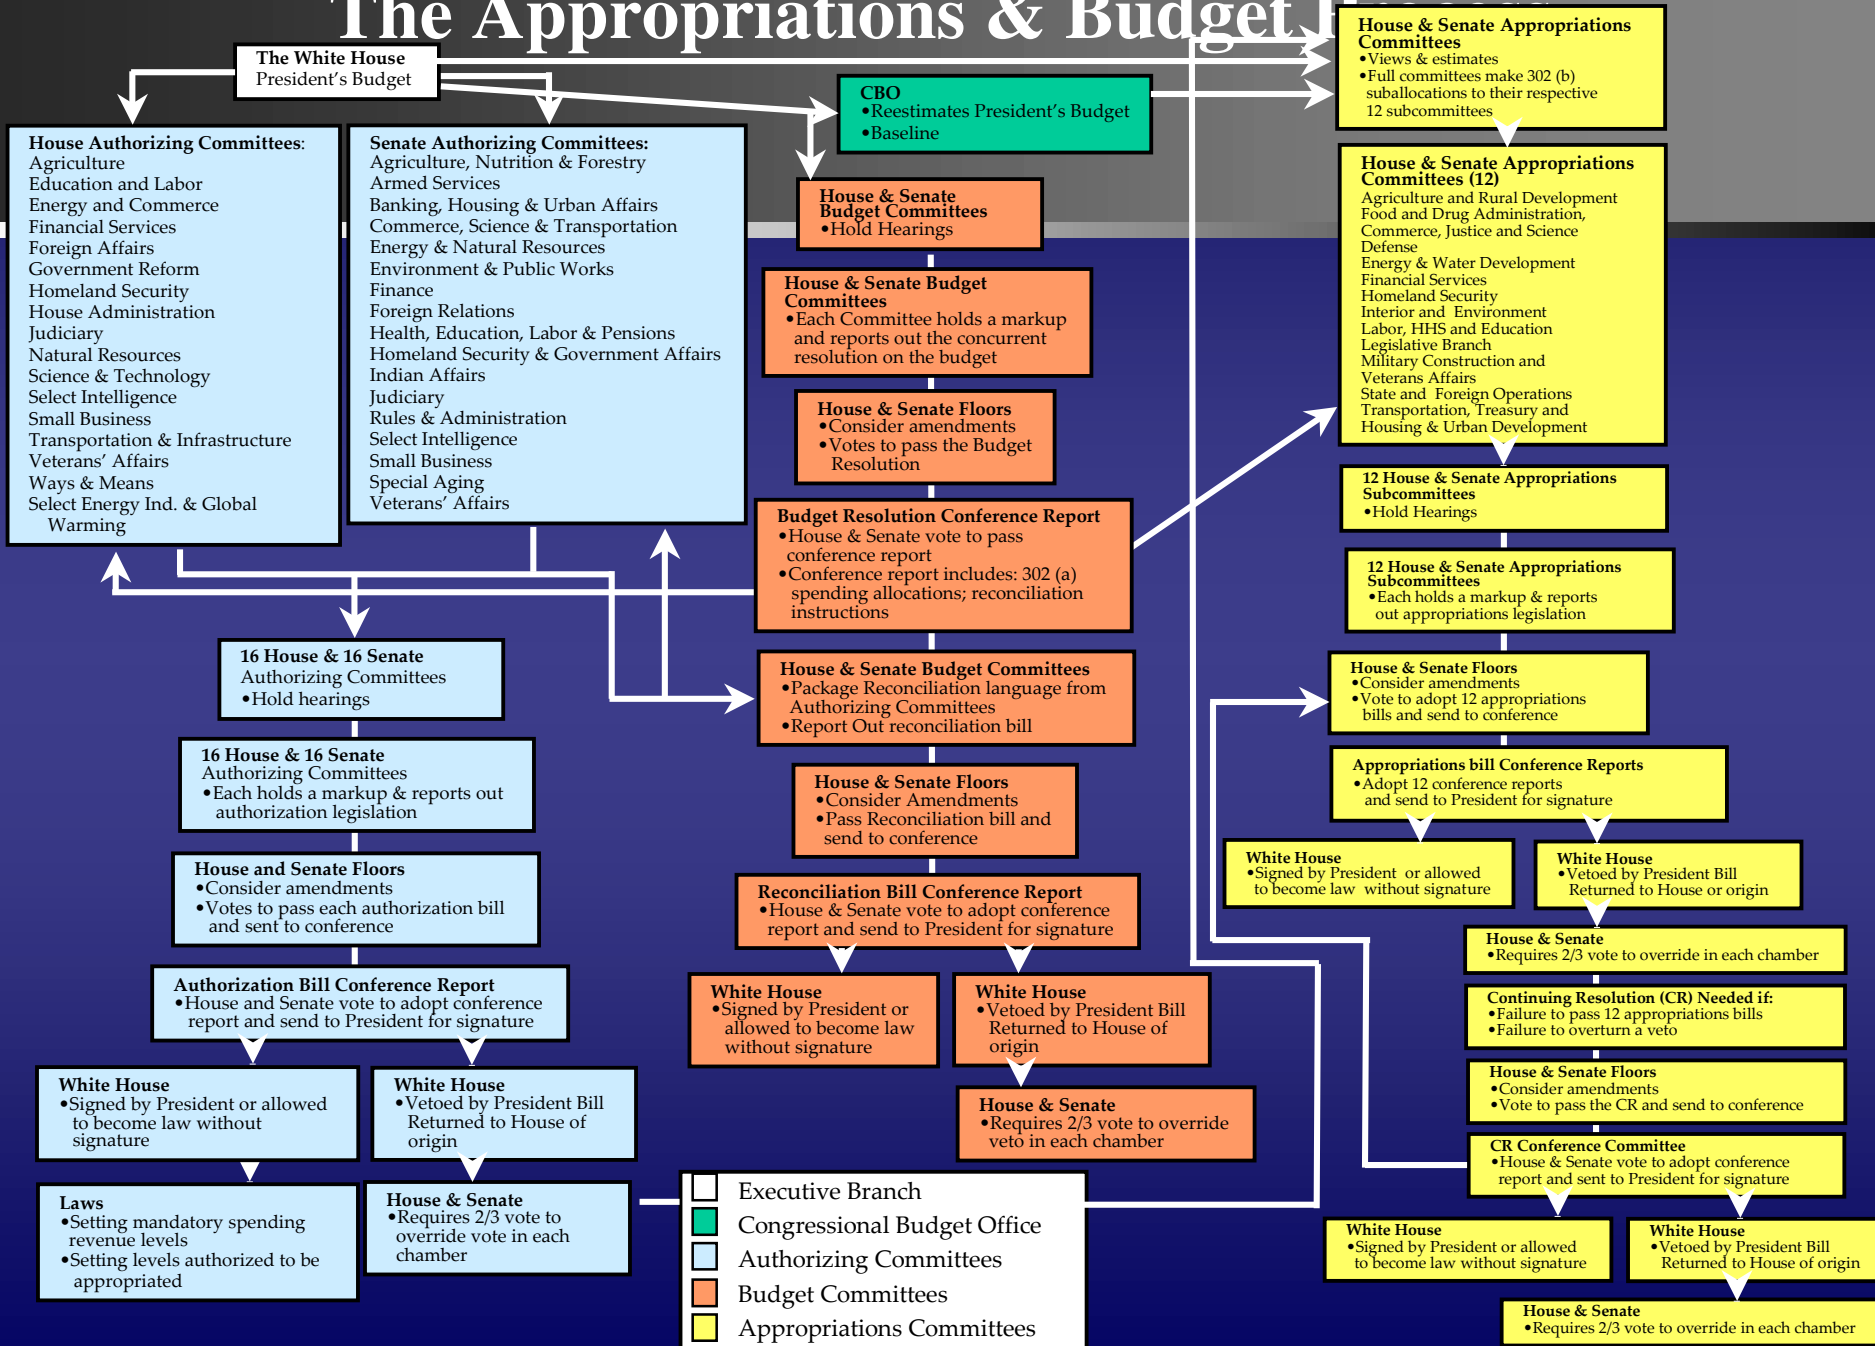 The Appropriations & Budget Process
The White House
President's Budget
House Authorizing Committees:
Agriculture
Education and Labor
Energy and Commerce
Financial Services
Foreign Affairs
Government Reform
Homeland Security
House Administration
Judiciary
Natural Resources
Science & Technology
Select Intelligence
Small Business
Transportation & Infrastructure
Veterans' Affairs
Ways & Means
Select Energy Ind. & Global
Warming
Senate Authorizing Committees:
Agriculture, Nutrition & Forestry
Armed Services
Banking, Housing & Urban Affairs
Commerce, Science & Transportation
Energy & Natural Resources
Environment & Public Works
Finance
Foreign Relations
Health, Education, Labor & Pensions
Homeland Security & Government Affairs
Indian Affairs
Judiciary
Rules & Administration
Select Intelligence
Small Business
Special Aging
Veterans' Affairs
16 House & 16 Senate
Authorizing Committees
•Hold hearings
16 House & 16 Senate
Authorizing Committees
•Each holds a markup & reports out
authorization legislation
House and Senate Floors
•Consider amendments
•Votes to pass each authorization bill
and sent to conference
Authorization Bill Conference Report
•House and Senate vote to adopt conference
report and send to President for signature
White House
•Signed by President or allowed
to become law without
signature
White House
•Vetoed by President Bill
Returned to House of
origin
Laws
•Setting mandatory spending
revenue levels
•Setting levels authorized to be
appropriated
House & Senate
•Requires 2/3 vote to
override vote in each
chamber
CBO
•Reestimates President's Budget
•Baseline
House & Senate
Budget Committees
•Hold Hearings
House & Senate Budget
Committees
•Each Committee holds a markup
and reports out the concurrent
resolution on the budget
House & Senate Floors
•Consider amendments
•Votes to pass the Budget
Resolution
Budget Resolution Conference Report
•House & Senate vote to pass
conference report
•Conference report includes: 302 (a)
spending allocations; reconciliation
instructions
House & Senate Budget Committees
•Package Reconciliation language from
Authorizing Committees
•Report Out reconciliation bill
House & Senate Floors
•Consider Amendments
•Pass Reconciliation bill and
send to conference
Reconciliation Bill Conference Report
•House & Senate vote to adopt conference
report and send to President for signature
White House
•Signed by President or
allowed to become law
without signature
White House
•Vetoed by President Bill
Returned to House of
origin
House & Senate
•Requires 2/3 vote to override
veto in each chamber
Executive Branch
Congressional Budget Office
Authorizing Committees
Budget Committees
Appropriations Committees
House & Senate Appropriations
Committees
•Views & estimates
•Full committees make 302 (b)
suballocations to their respective
12 subcommittees
House & Senate Appropriations
Committees (12)
Agriculture and Rural Development
Food and Drug Administration,
Commerce, Justice and Science
Defense
Energy & Water Development
Financial Services
Homeland Security
Interior and Environment
Labor, HHS and Education
Legislative Branch
Military Construction and
Veterans Affairs
State and Foreign Operations
Transportation, Treasury and
Housing & Urban Development
12 House & Senate Appropriations
Subcommittees
•Hold Hearings
12 House & Senate Appropriations
Subcommittees
•Each holds a markup & reports
out appropriations legislation
House & Senate Floors
•Consider amendments
•Vote to adopt 12 appropriations
bills and send to conference
Appropriations bill Conference Reports
•Adopt 12 conference reports
and send to President for signature
White House
•Signed by President or allowed
to become law without signature
White House
•Vetoed by President Bill
Returned to House or origin
House & Senate
•Requires 2/3 vote to override in each chamber
Continuing Resolution (CR) Needed if:
•Failure to pass 12 appropriations bills
•Failure to overturn a veto
House & Senate Floors
•Consider amendments
•Vote to pass the CR and send to conference
CR Conference Committee
•House & Senate vote to adopt conference
report and sent to President for signature
White House
•Signed by President or allowed
to become law without signature
White House
•Vetoed by President Bill
Returned to House of origin
House & Senate
•Requires 2/3 vote to override in each chamber